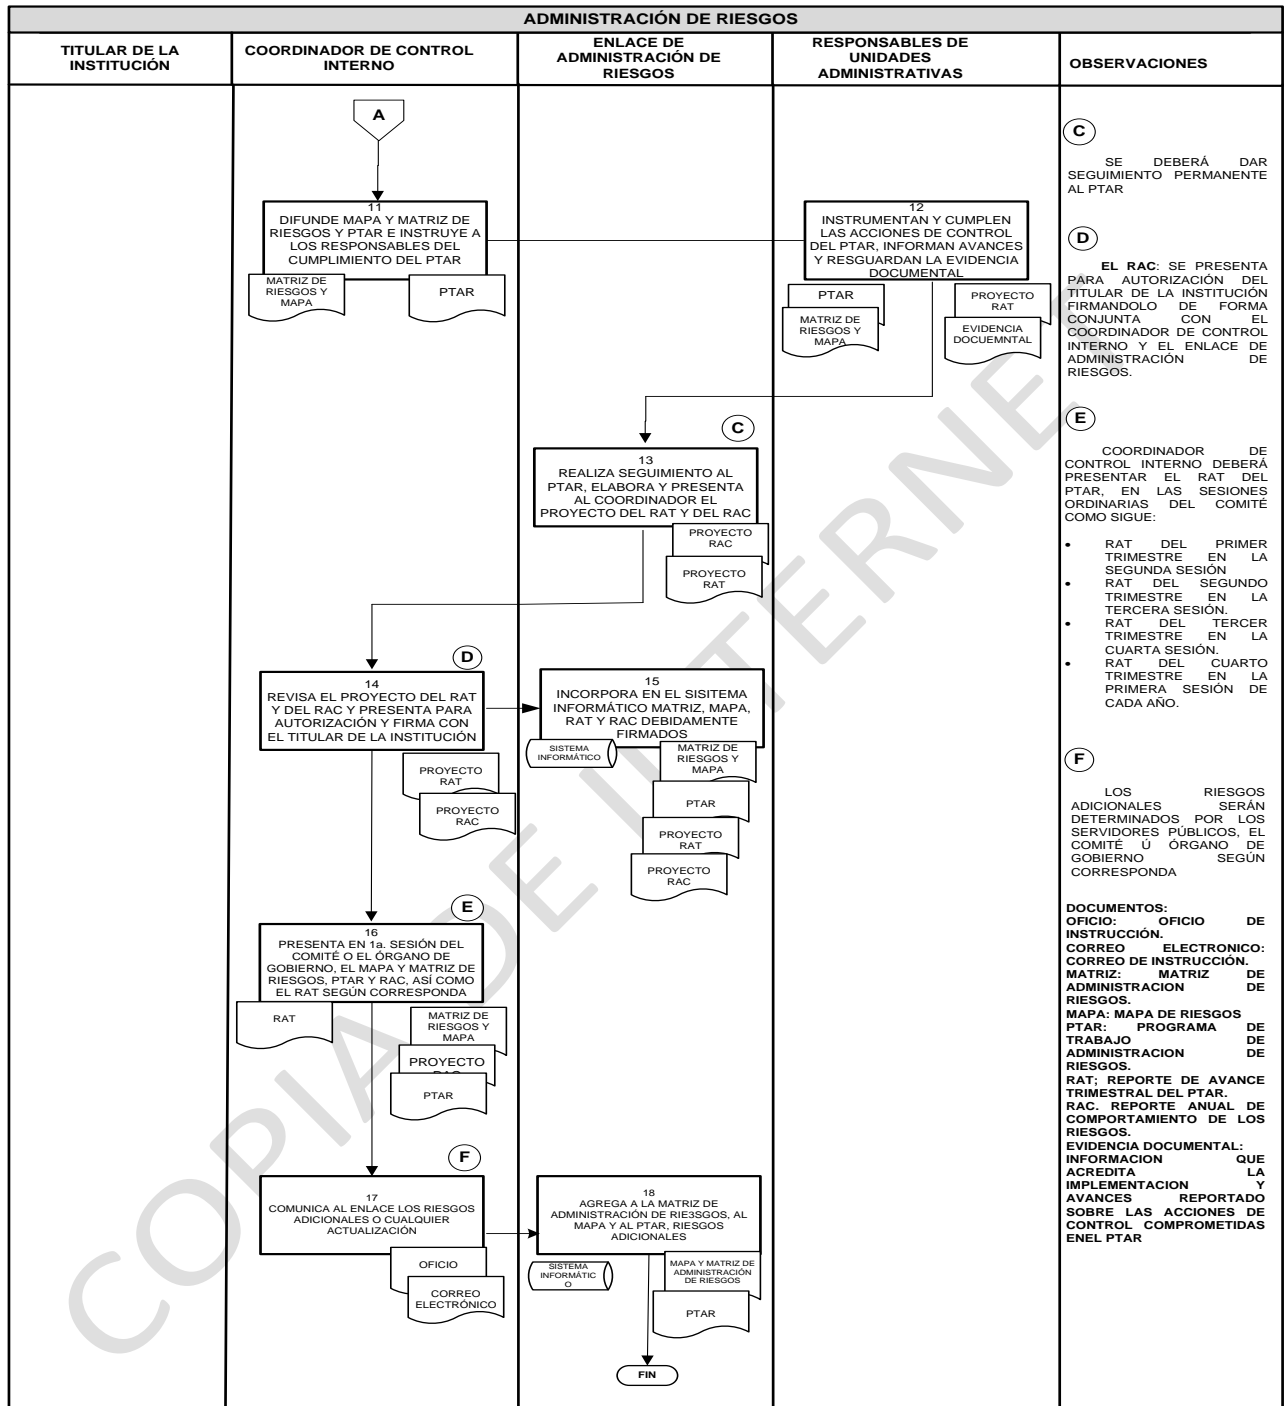 ADMINISTRACIÓN DE RIESGOS
TITULAR DE LA
INSTITUCIÓN
COORDINADOR DE CONTROL
INTERNO
ENLACE DE
ADMINISTRACIÓN DE
RIESGOS
RESPONSABLES DE
UNIDADES
ADMINISTRATIVAS
OBSERVACIONES
A
11
DIFUNDE MAPA Y MATRIZ DE
RIESGOS Y PTAR E INSTRUYE A
LOS RESPONSABLES DEL
CUMPLIMIENTO DEL PTAR
MATRIZ DE
RIESGOS Y
MAPA
PTAR
12
INSTRUMENTAN Y CUMPLEN
LAS ACCIONES DE CONTROL
DEL PTAR, INFORMAN AVANCES
Y RESGUARDAN LA EVIDENCIA
DOCUMENTAL
PTAR
MATRIZ DE
RIESGOS Y
MAPA
PROYECTO
RAT
EVIDENCIA
DOCUEMNTAL
C
13
REALIZA SEGUIMIENTO AL
PTAR, ELABORA Y PRESENTA
AL COORDINADOR EL
PROYECTO DEL RAT Y DEL RAC
PROYECTO
RAC
PROYECTO
RAT
D
14
REVISA EL PROYECTO DEL RAT
Y DEL RAC Y PRESENTA PARA
AUTORIZACIÓN Y FIRMA CON
EL TITULAR DE LA INSTITUCIÓN
PROYECTO
RAT
PROYECTO
RAC
15
INCORPORA EN EL SISITEMA
INFORMÁTICO MATRIZ, MAPA,
RAT Y RAC DEBIDAMENTE
FIRMADOS
SISTEMA
INFORMÁTICO
MATRIZ DE
RIESGOS Y
MAPA
PTAR
PROYECTO
RAT
PROYECTO
RAC
E
16
PRESENTA EN 1a. SESIÓN DEL
COMITÉ O EL ÓRGANO DE
GOBIERNO, EL MAPA Y MATRIZ DE
RIESGOS, PTAR Y RAC, ASÍ COMO
EL RAT SEGÚN CORRESPONDA
RAT
MATRIZ DE
RIESGOS Y
MAPA
PROYECTO
PTAR
F
17
COMUNICA AL ENLACE LOS RIESGOS
ADICIONALES O CUALQUIER
ACTUALIZACIÓN
OFICIO
CORREO
ELECTRÓNICO
18
AGREGA A LA MATRIZ DE
ADMINISTRACIÓN DE RIE3SGOS, AL
MAPA Y AL PTAR, RIESGOS
ADICIONALES
SISTEMA
INFORMÁTIC
O
MAPA Y MATRIZ DE
ADMINISTRACIÓN
DE RIESGOS
PTAR
FIN
C
SE DEBERÁ DAR
SEGUIMIENTO PERMANENTE
AL PTAR
D
EL RAC: SE PRESENTA
PARA AUTORIZACIÓN DEL
TITULAR DE LA INSTITUCIÓN
FIRMANDOLO DE FORMA
CONJUNTA CON EL
COORDINADOR DE CONTROL
INTERNO Y EL ENLACE DE
ADMINISTRACIÓN DE
RIESGOS.
E
COORDINADOR DE
CONTROL INTERNO DEBERÁ
PRESENTAR EL RAT DEL
PTAR, EN LAS SESIONES
ORDINARIAS DEL COMITÉ
COMO SIGUE:
• RAT DEL PRIMER
TRIMESTRE EN LA
SEGUNDA SESIÓN
• RAT DEL SEGUNDO
TRIMESTRE EN LA
TERCERA SESIÓN.
• RAT DEL TERCER
TRIMESTRE EN LA
CUARTA SESIÓN.
• RAT DEL CUARTO
TRIMESTRE EN LA
PRIMERA SESIÓN DE
CADA AÑO.
F
LOS RIESGOS
ADICIONALES SERÁN
DETERMINADOS POR LOS
SERVIDORES PÚBLICOS, EL
COMITÉ Ú ÓRGANO DE
GOBIERNO SEGÚN
CORRESPONDA
DOCUMENTOS:
OFICIO: OFICIO DE
INSTRUCCIÓN.
CORREO ELECTRONICO:
CORREO DE INSTRUCCIÓN.
MATRIZ: MATRIZ DE
ADMINISTRACION DE
RIESGOS.
MAPA: MAPA DE RIESGOS
PTAR: PROGRAMA DE
TRABAJO DE
ADMINISTRACION DE
RIESGOS.
RAT; REPORTE DE AVANCE
TRIMESTRAL DEL PTAR.
RAC. REPORTE ANUAL DE
COMPORTAMIENTO DE LOS
RIESGOS.
EVIDENCIA DOCUMENTAL:
INFORMACION QUE
ACREDITA LA
IMPLEMENTACION Y
AVANCES REPORTADO
SOBRE LAS ACCIONES DE
CONTROL COMPROMETIDAS
ENEL PTAR
COPIA DE